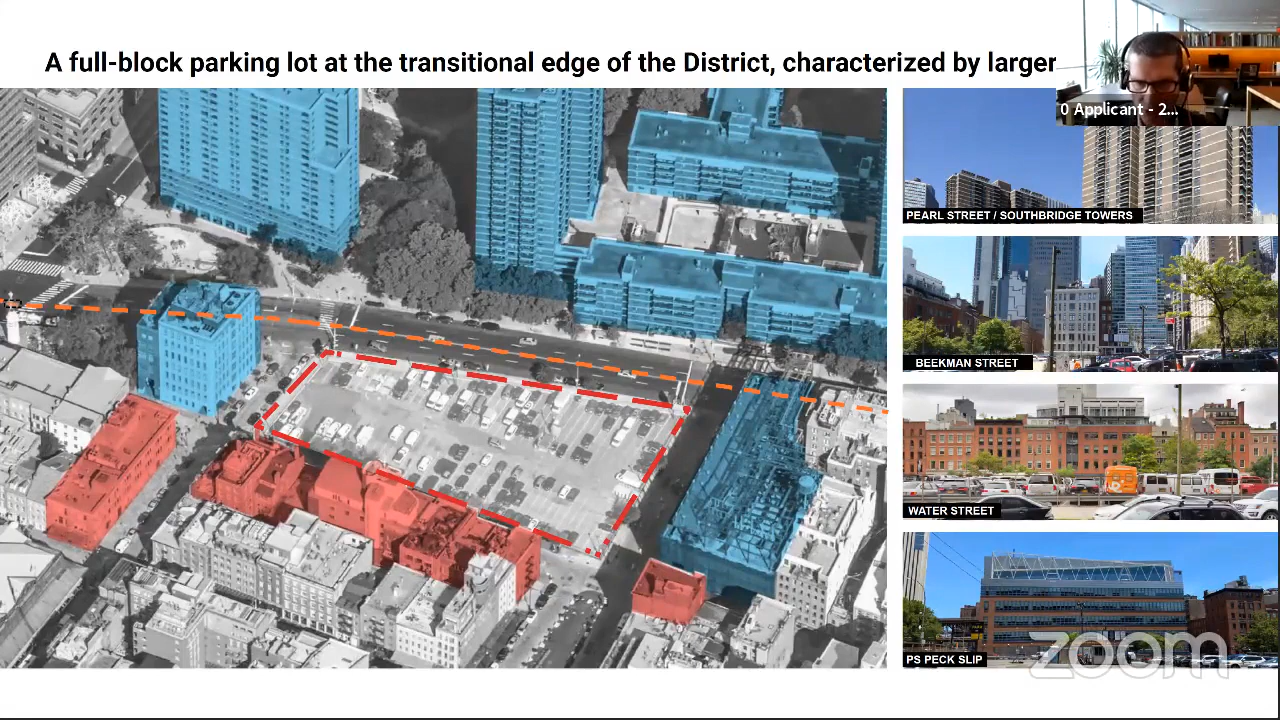 A full-block parking lot at the transitional edge of the District, characterized by larger
0 Applicant - 2...
PEARL STREET / SOUTHBRIDGE TOWERS
BEEKMAN STREET
WATER STREET
PS PECK SLIP
zoom